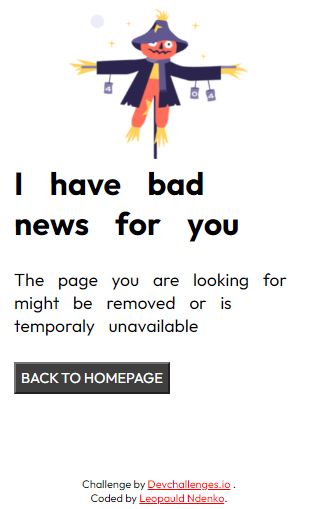 4
0
4
I have bad
news for you
The page you are looking for
might be removed or is
temporaly unavailable
BACK TO HOMEPAGE
Challenge by Devchallenges.io .
Coded by Leopauld Ndenko.